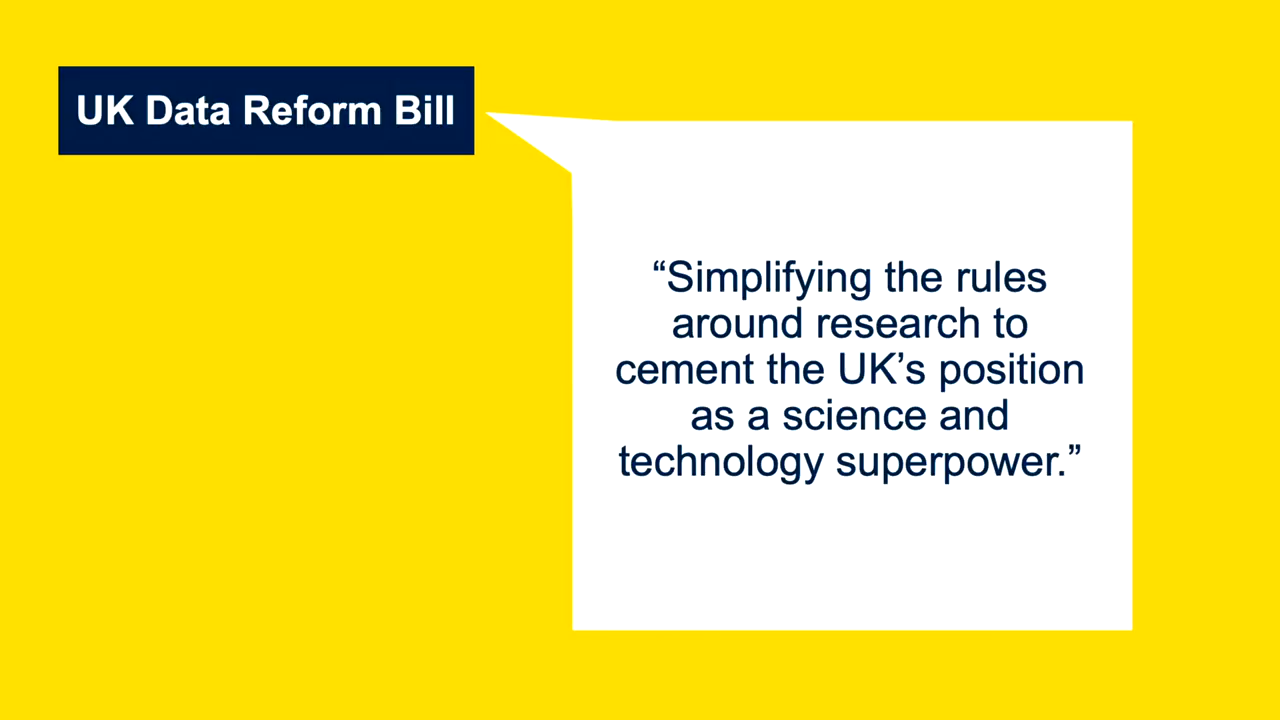 UK Data Reform Bill
“Simplifying the rules
around research to
cement the UK’s position
as a science and
technology superpower.”